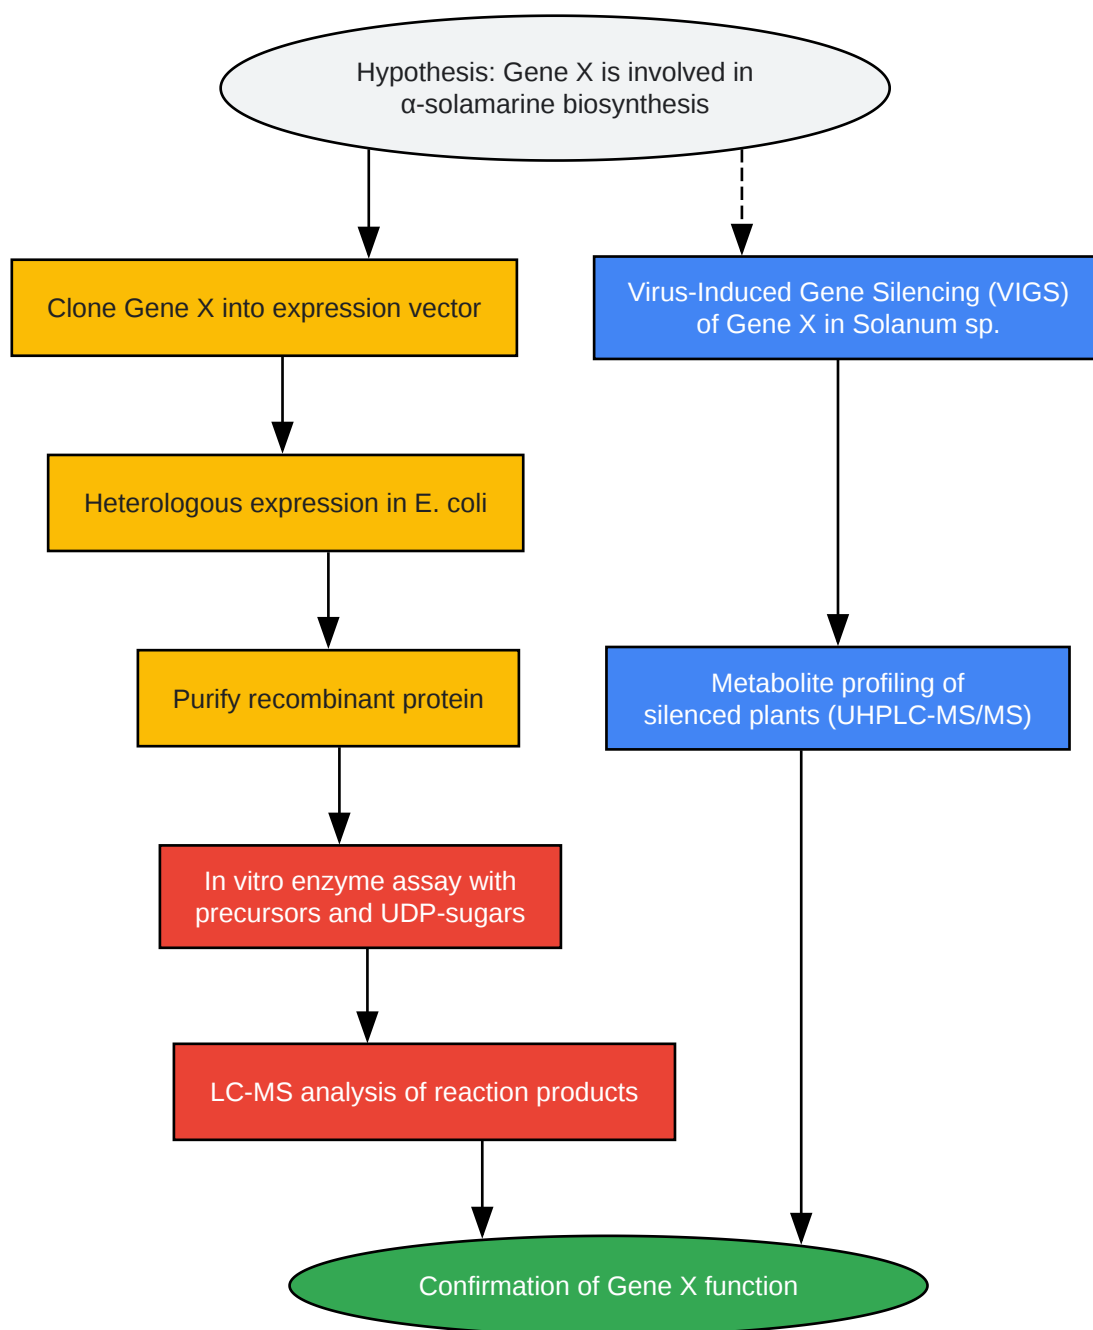 Hypothesis: Gene X is involved in
α-solamarine biosynthesis
Clone Gene X into expression vector
Virus-Induced Gene Silencing (VIGS)
of Gene X in Solanum sp.
Heterologous expression in E. coli
Purify recombinant protein
Metabolite profiling of
silenced plants (UHPLC-MS/MS)
In vitro enzyme assay with
precursors and UDP-sugars
LC-MS analysis of reaction products
Confirmation of Gene X function